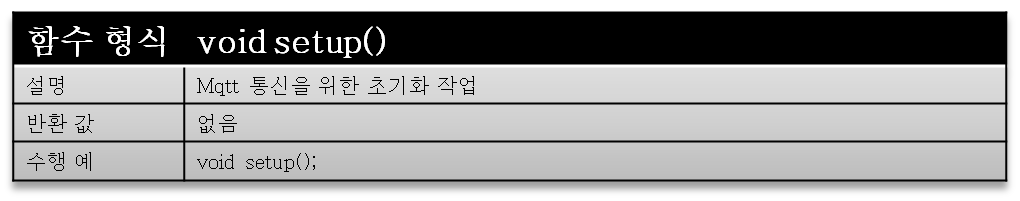 함수 형식 void setup()
설명 Mqtt 통신을 위한 초기화 작업
반환 값 없음
수행 예 void setup();